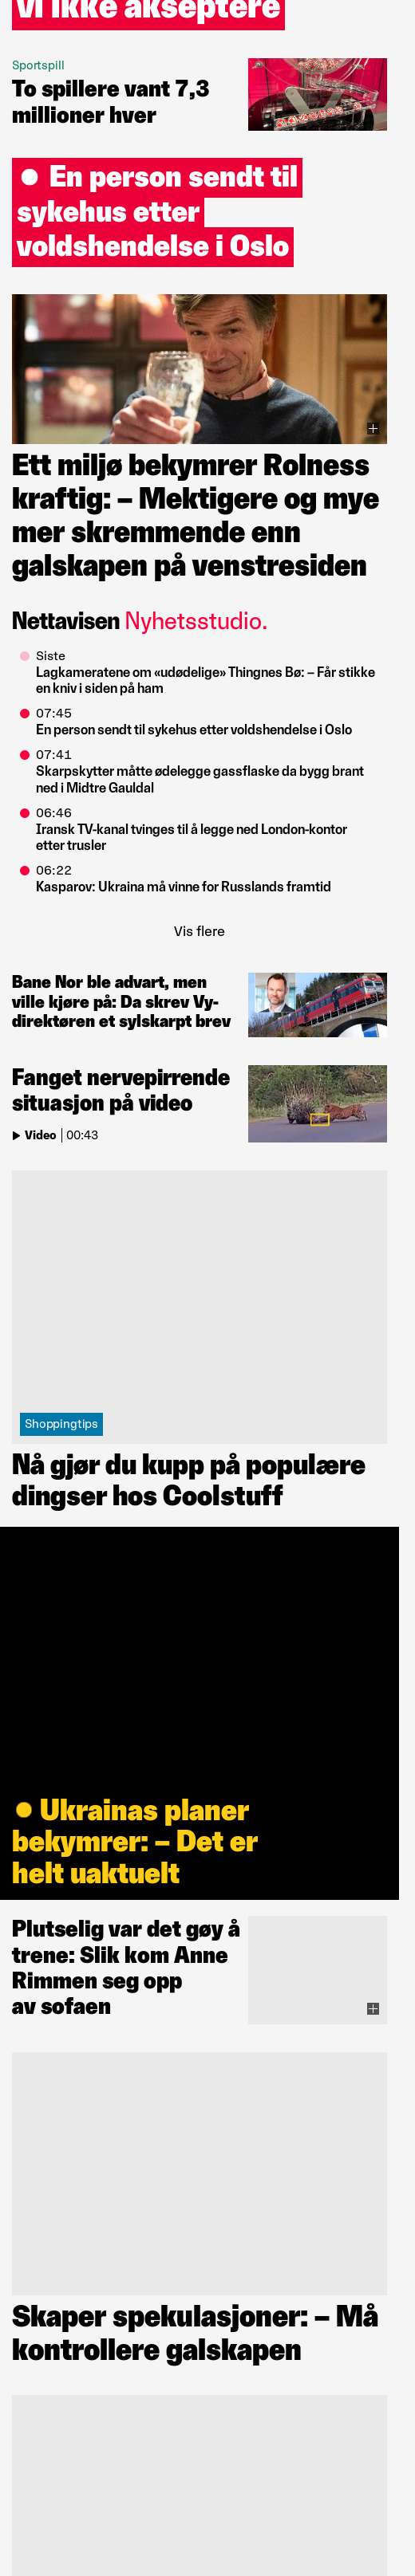 vi ikke akseptere
Sportspill
To spillere vant 7,3
millioner hver
En person sendt til
sykehus etter
voldshendelse i Oslo
Ett miljø bekymrer Rolness
kraftig: – Mektigere og mye
mer skremmende enn
galskapen på venstresiden
Nettavisen Nyhetsstudio.
Siste
Lagkameratene om «udødelige» Thingnes Bø: – Får stikke
en kniv i siden på ham
07:45
En person sendt til sykehus etter voldshendelse i Oslo
07:41
Skarpskytter måtte ødelegge gassflaske da bygg brant
ned i Midtre Gauldal
06:46
Iransk TV-kanal tvinges til å legge ned London-kontor
etter trusler
06:22
Kasparov: Ukraina må vinne for Russlands framtid
Vis flere
Bane Nor ble advart, men
ville kjøre på: Da skrev Vy-
direktøren et sylskarpt brev
Fanget nervepirrende
situasjon på video
Video 00:43
Shoppingtips
Nå gjør du kupp på populære
dingser hos Coolstuff
Ukrainas planer
bekymrer: – Det er
helt uaktuelt
Plutselig var det gøy å
trene: Slik kom Anne
Rimmen seg opp
av sofaen
Skaper spekulasjoner: – Må
kontrollere galskapen